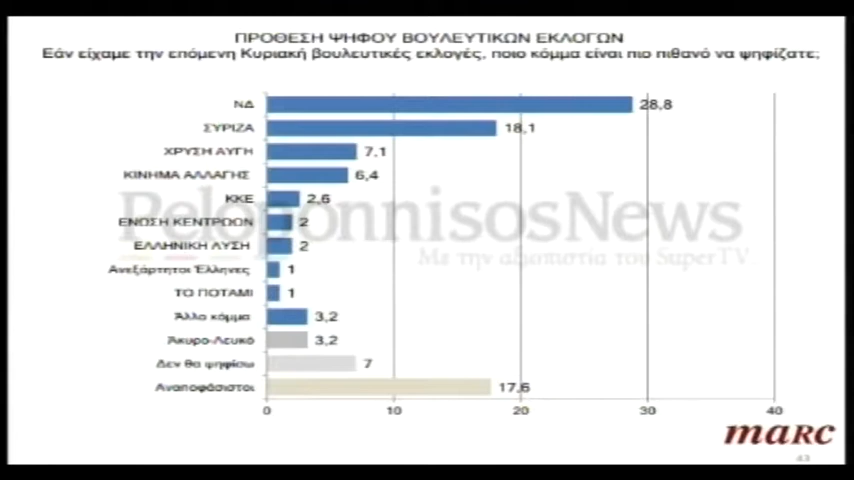 ΠΡΟΘΕΣΗ ΨΗΦΟΥ ΒΟΥΛΕΥΤΙΚΩΝ ΕΚΛΟΓΩΝ
Εάν είχαμε την επόμενη Κυριακή βουλευτικές εκλογές, ποιο κόμμα είναι πιο πιθανό να ψηφίζατε;
ΝΔ 28,8
ΣΥΡΙΖΑ 18,1
ΧΡΥΣΗ ΑΥΓΗ 7,1
ΚΙΝΗΜΑ ΑΛΛΑΓΗΣ 6,4
ΚΚΕ 2,6
PeloponnisosNews
ΕΝΩΣΗ ΚΕΝΤΡΩΩΝ 2
ΕΛΛΗΝΙΚΗ ΛΥΣΗ 2
Με την αξιοπιστία του SuperTV
Ανεξάρτητοι Έλληνες 1
ΤΟ ΠΟΤΑΜΙ 1
Άλλο κόμμα 3,2
Άκυρο-Λευκό 3,2
Δεν θα ψηφίσω 7
Αναποφάσιστοι 17,6
0 10 20 30 40
maRC
43